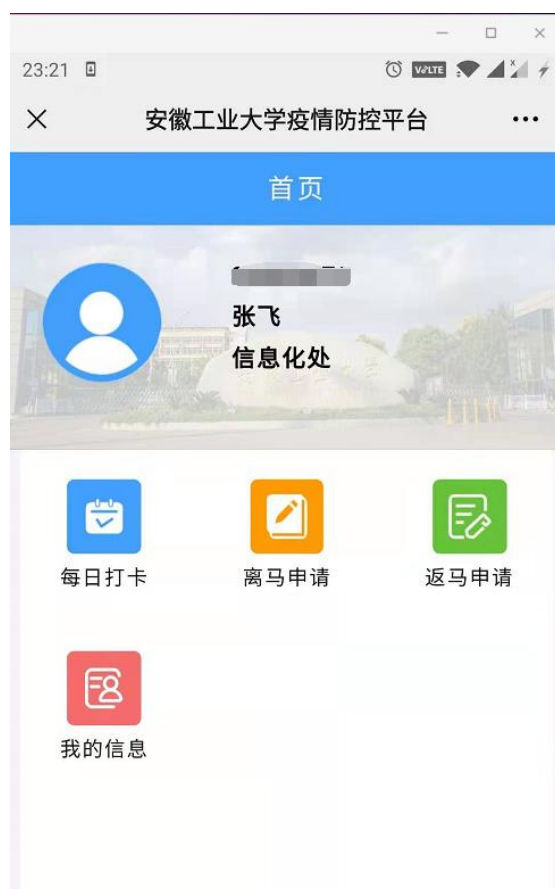 23:21
VoLTE
安徽工业大学疫情防控平台
首页
张飞
信息化处
每日打卡
离马申请
返马申请
我的信息